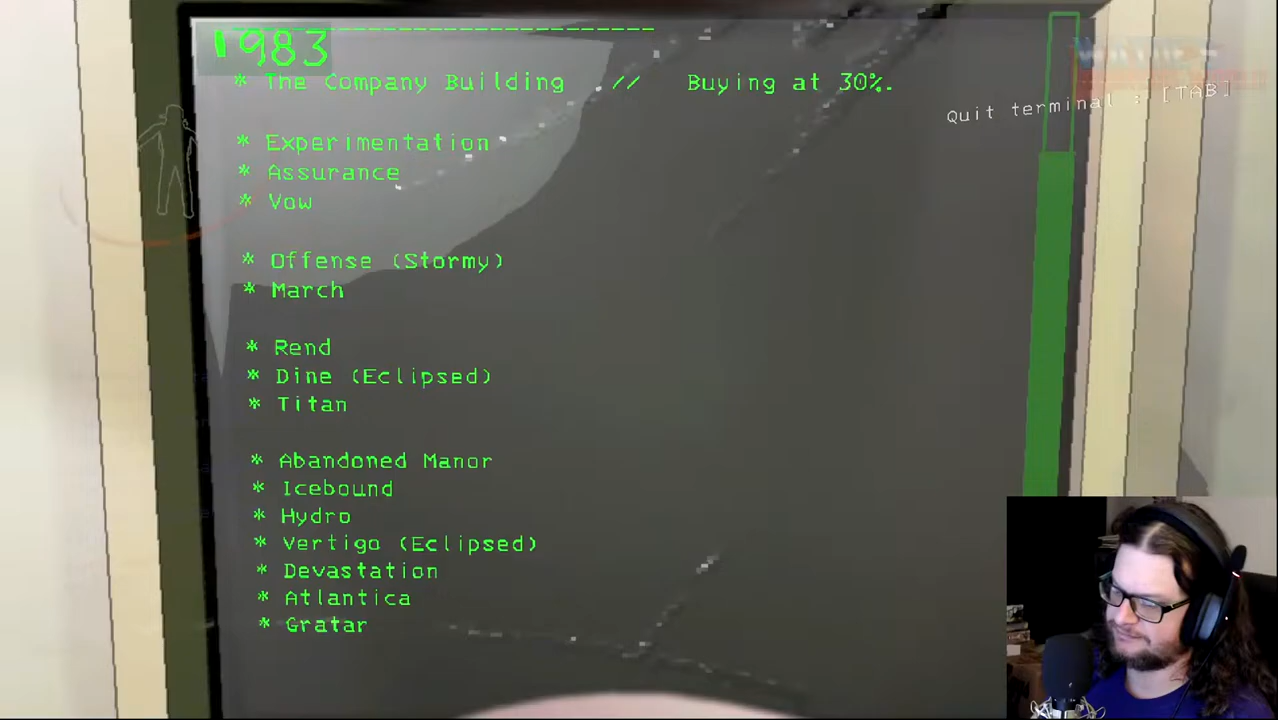 1983
* The Company Building // Buying at 30%.
Quit terminal : [TAB]
* Experimentation
* Assurance
* Vow
* Offense (Stormy)
* March
* Rend
* Dine (Eclipsed)
* Titan
* Abandoned Manor
* Icebound
* Hydro
* Vertigo (Eclipsed)
* Devastation
* Atlantica
* Gratar